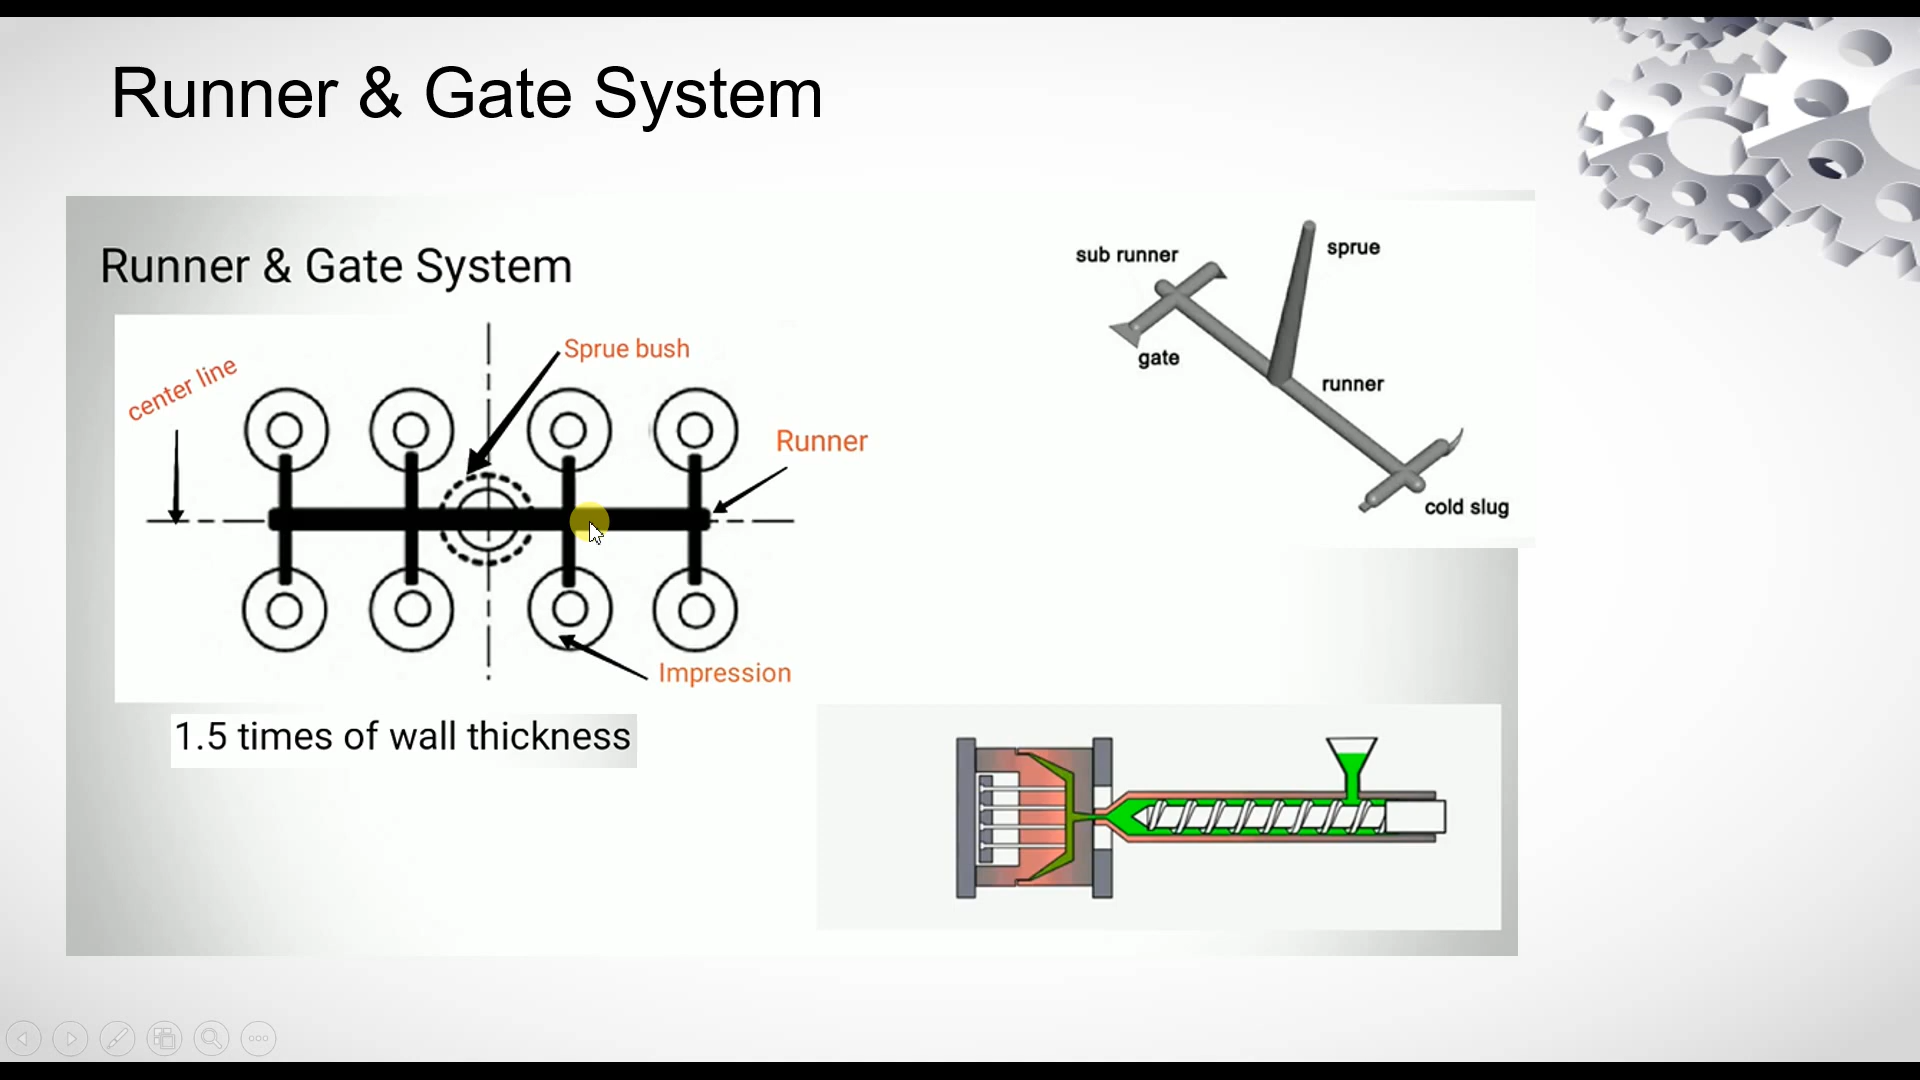 Runner & Gate System
Runner & Gate System
center line
Sprue bush
Runner
Impression
1.5 times of wall thickness
sub runner
sprue
gate
runner
cold slug